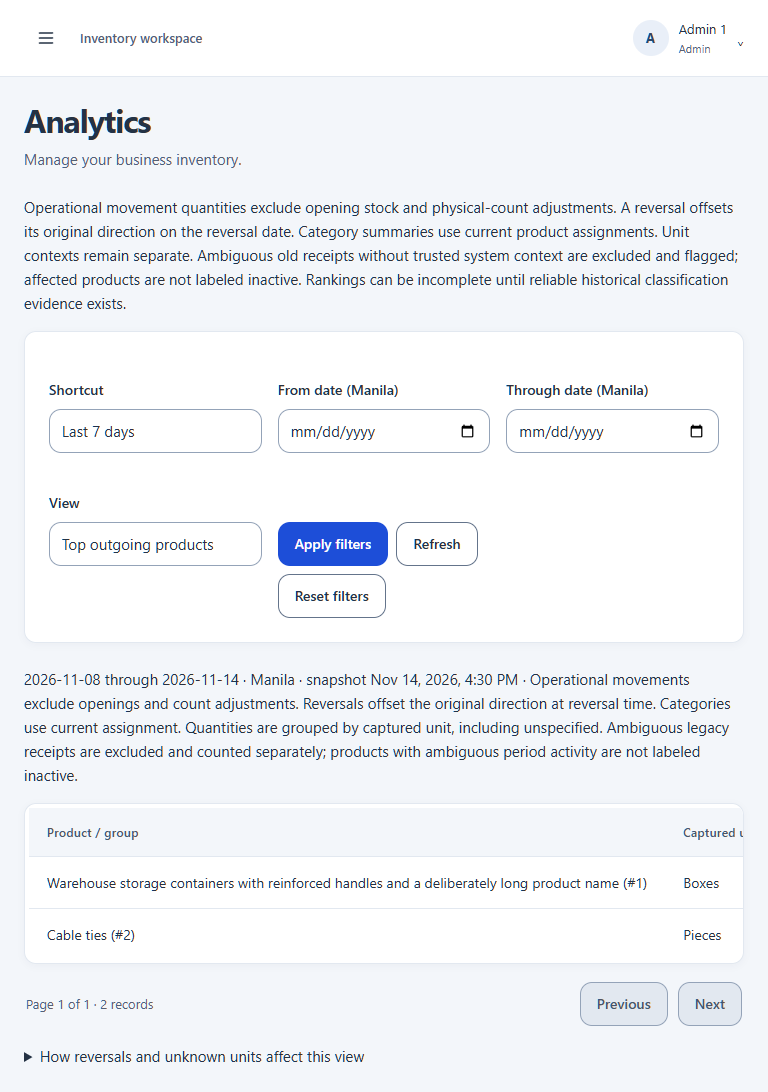 Inventory workspace
A
Admin 1
Admin
Analytics
Manage your business inventory.
Operational movement quantities exclude opening stock and physical-count adjustments. A reversal offsets
its original direction on the reversal date. Category summaries use current product assignments. Unit
contexts remain separate. Ambiguous old receipts without trusted system context are excluded and flagged;
affected products are not labeled inactive. Rankings can be incomplete until reliable historical classification
evidence exists.
Shortcut
From date (Manila)
Through date (Manila)
Last 7 days
mm/dd/yyyy
mm/dd/yyyy
View
Top outgoing products
Apply filters
Refresh
Reset filters
2026-11-08 through 2026-11-14 · Manila · snapshot Nov 14, 2026, 4:30 PM · Operational movements
exclude openings and count adjustments. Reversals offset the original direction at reversal time. Categories
use current assignment. Quantities are grouped by captured unit, including unspecified. Ambiguous legacy
receipts are excluded and counted separately; products with ambiguous period activity are not labeled
inactive.
Product / group
Captured
Warehouse storage containers with reinforced handles and a deliberately long product name (#1)
Boxes
Cable ties (#2)
Pieces
Page 1 of 1 · 2 records
Previous
Next
How reversals and unknown units affect this view